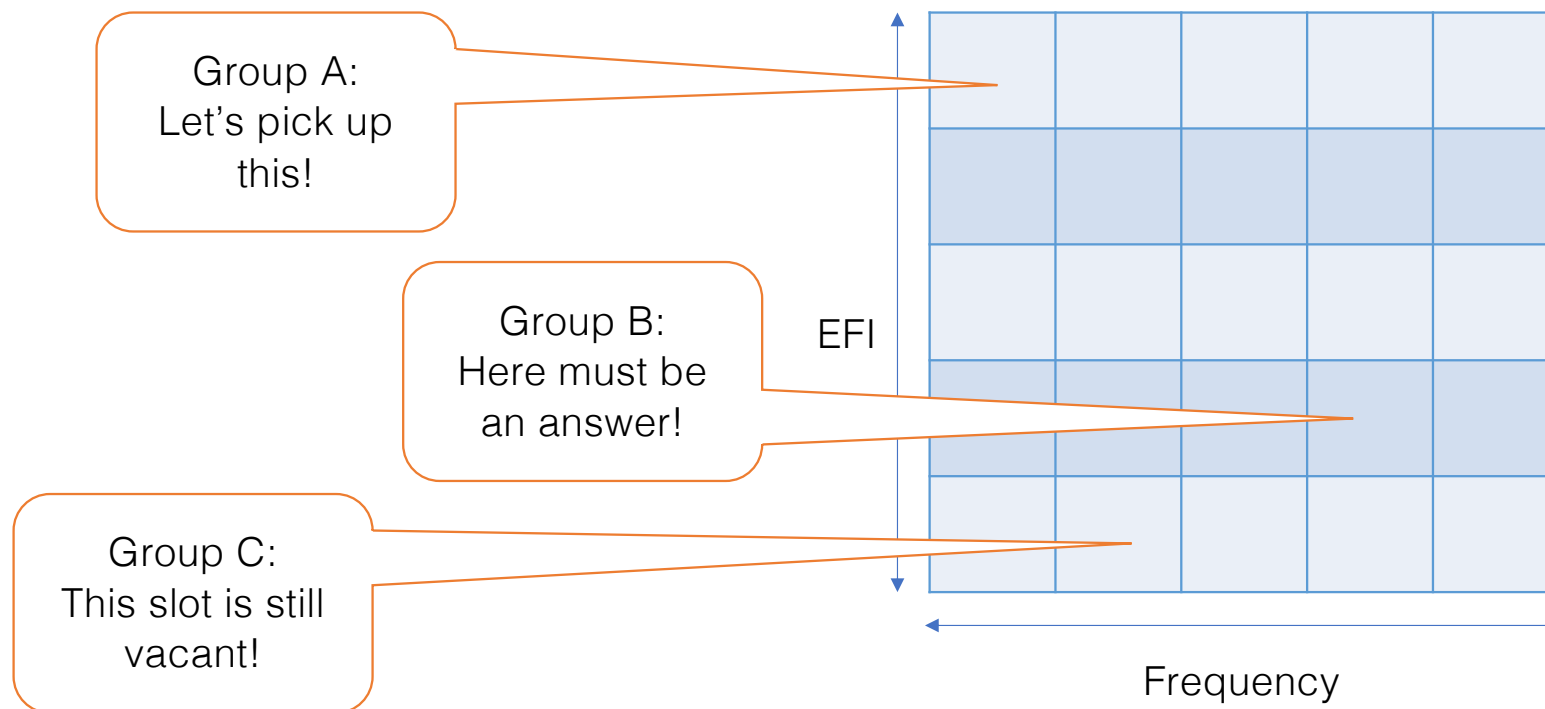 Group A:
Let’s pick up
this!
Group B:
Here must be
an answer!
EFI
Group C:
This slot is still
vacant!
Frequency